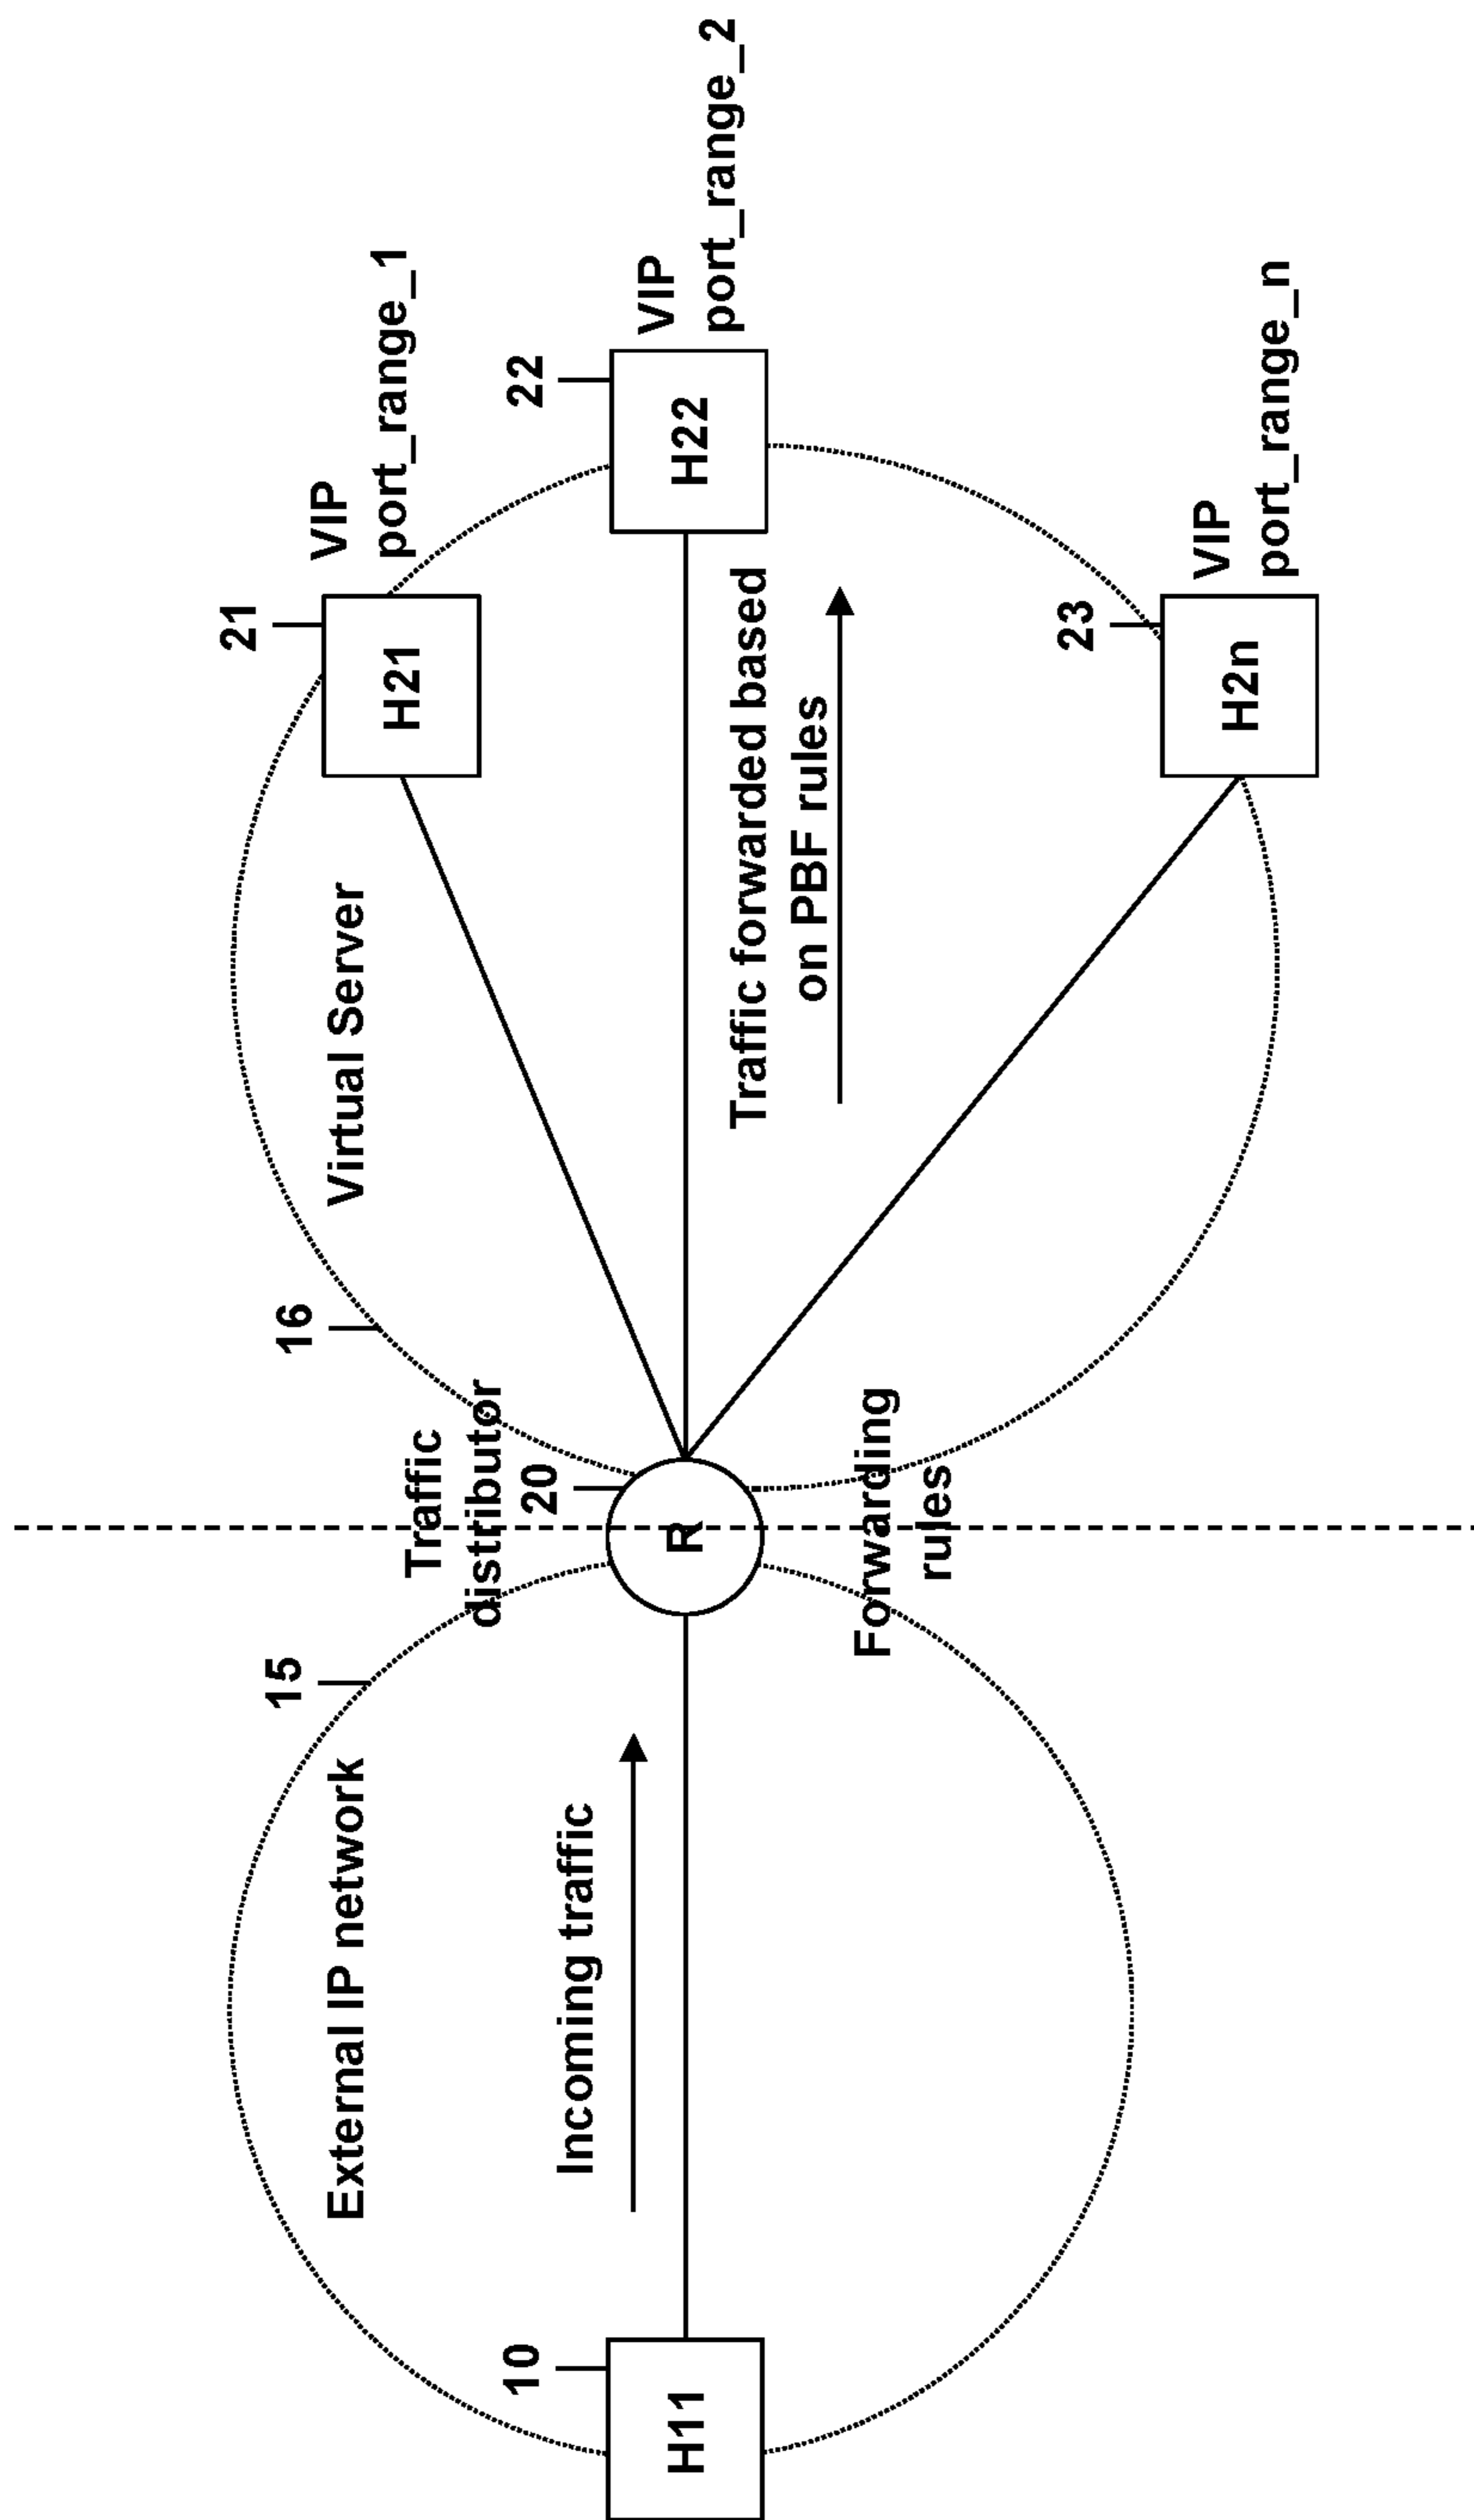 VIP
port_range_1
21
H21
16
Virtual Server
15
External IP network
Traffic
distributor
22
VIP
port_range_2
H22
20
R
10
H11
Incoming traffic
Traffic forwarded based
on PBF rules
Forwarding
rules
23
VIP
port_range_n
H2n